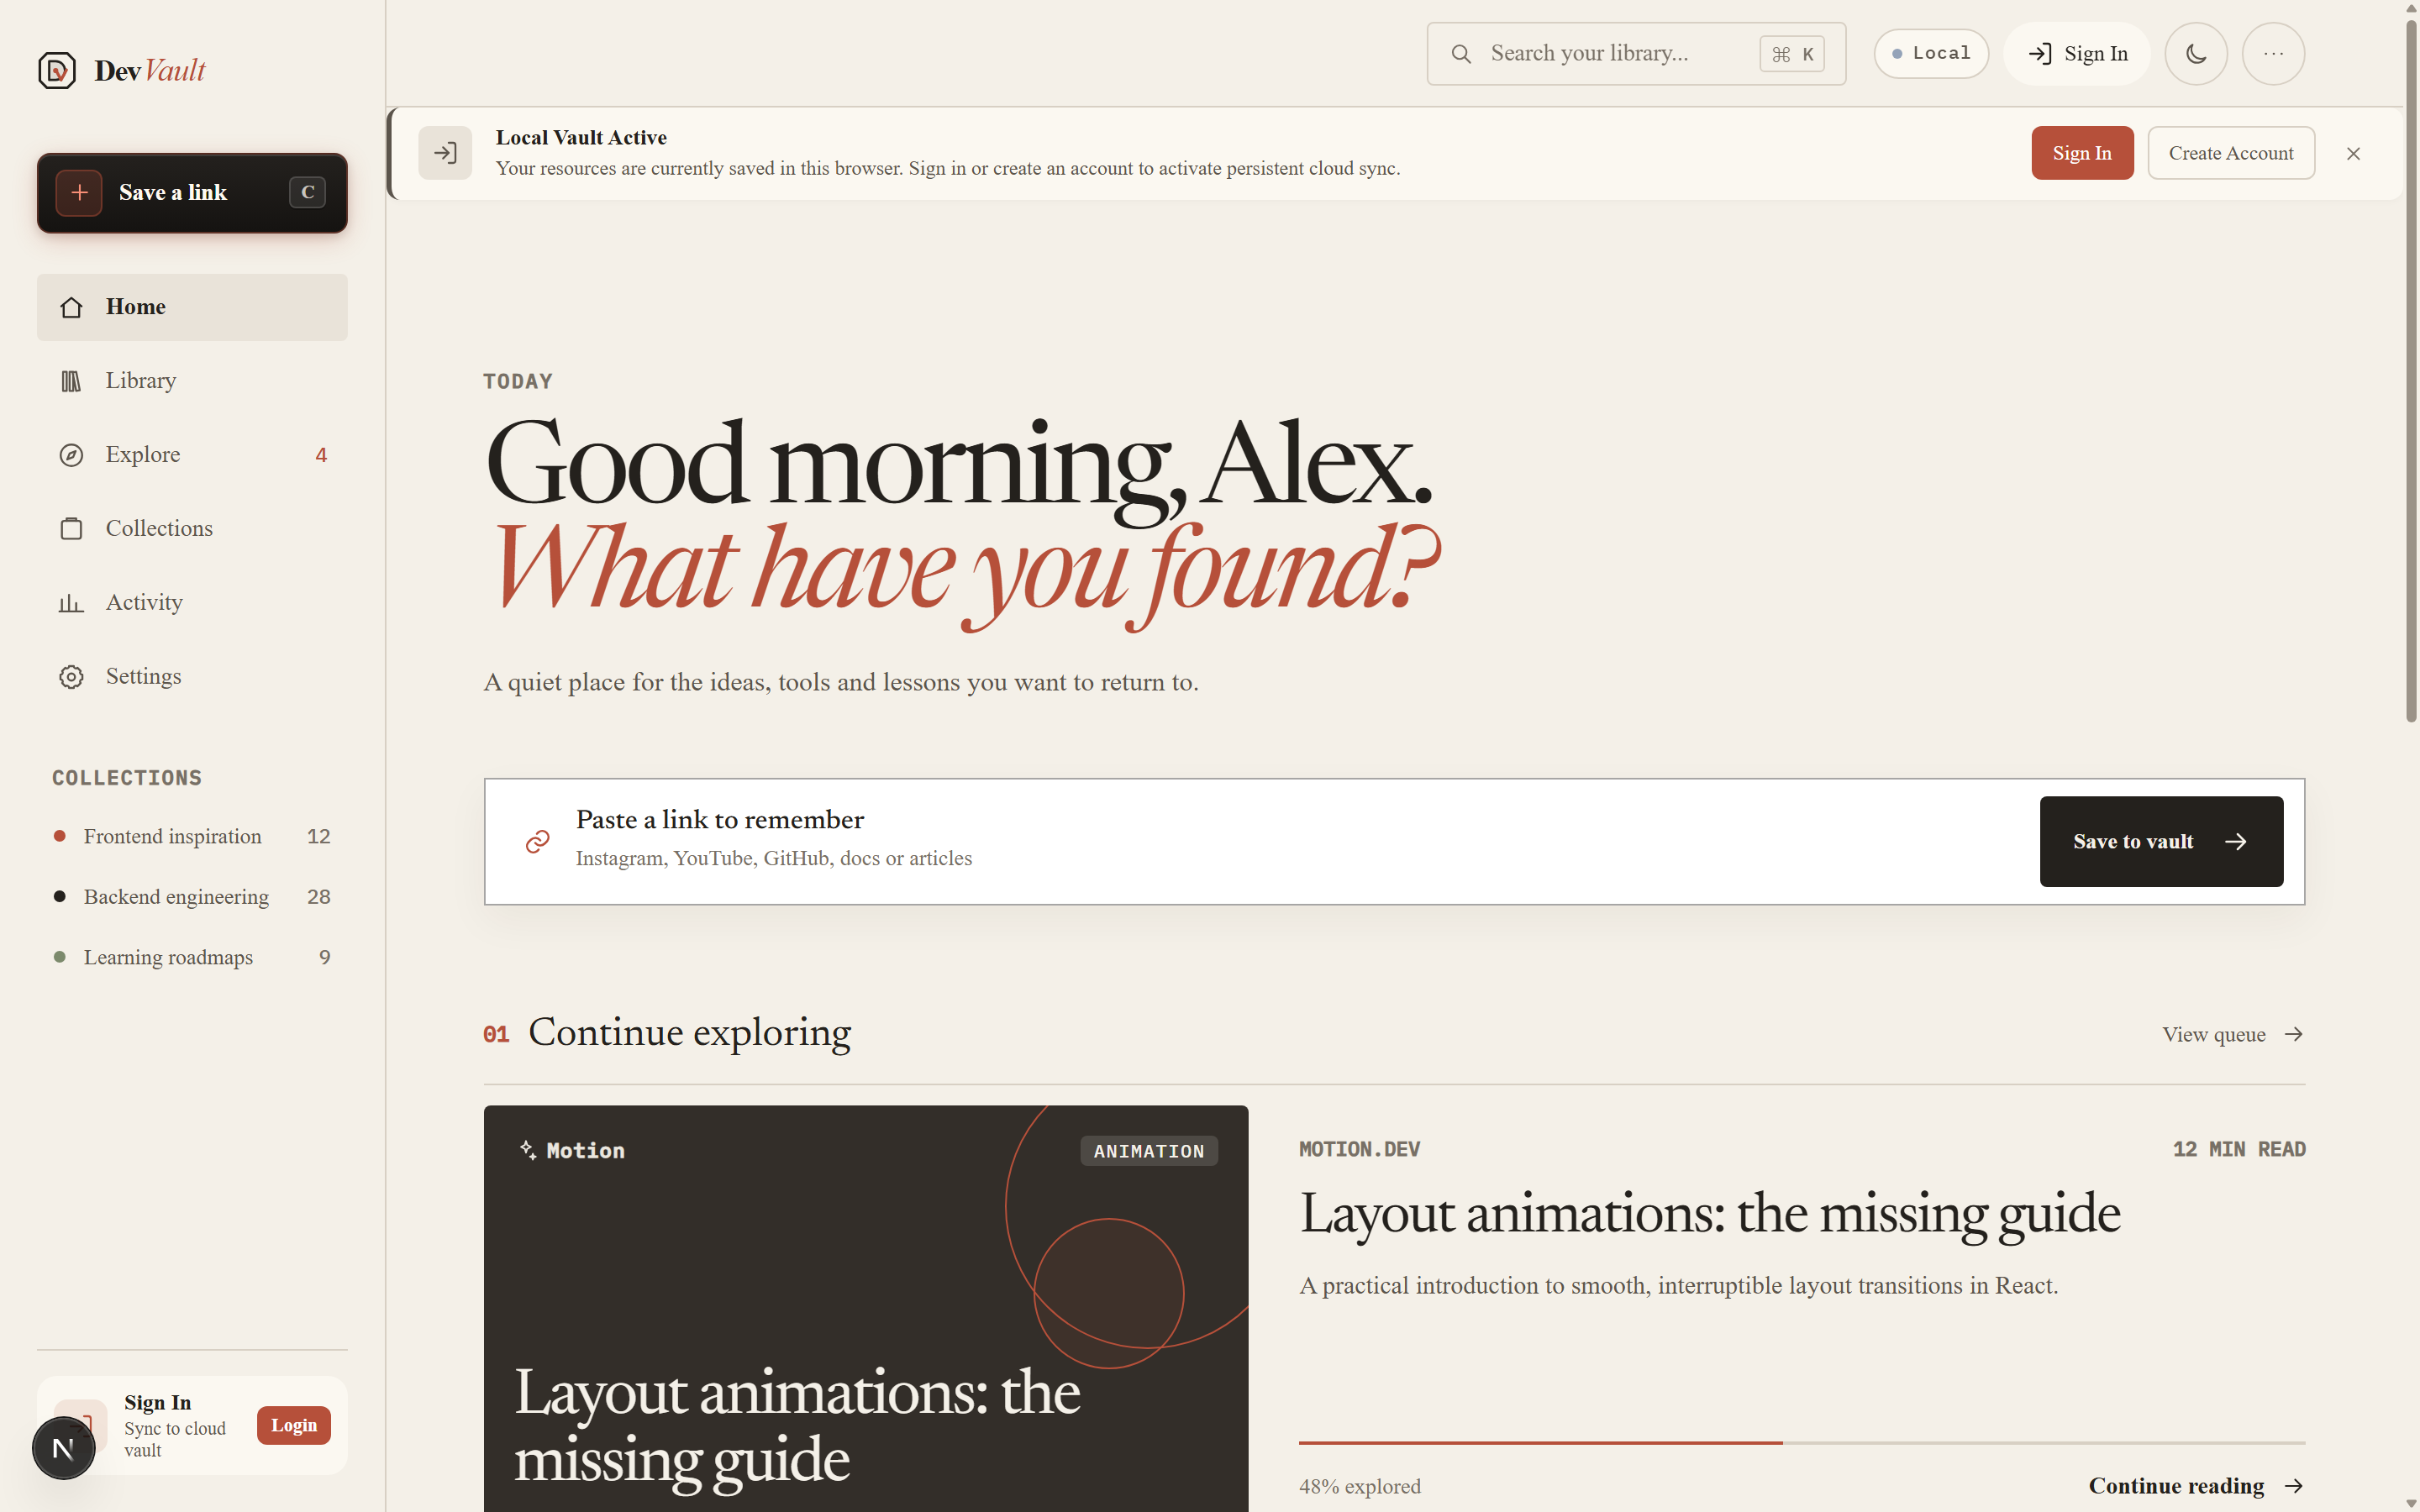 DevVault
Save a link
C
Home
Library
Explore
4
Collections
Activity
Settings
COLLECTIONS
Frontend inspiration
12
Backend engineering
28
Learning roadmaps
9
Sign In
Sync to cloud
vault
Login
N
Search your library...
⌘ K
Local
Sign In
Local Vault Active
Your resources are currently saved in this browser. Sign in or create an account to activate persistent cloud sync.
Sign In
Create Account
TODAY
Good morning, Alex.
What have you found?
A quiet place for the ideas, tools and lessons you want to return to.
Paste a link to remember
Instagram, YouTube, GitHub, docs or articles
Save to vault
01 Continue exploring
View queue
Motion
ANIMATION
Layout animations: the
missing guide
MOTION.DEV
12 MIN READ
Layout animations: the missing guide
A practical introduction to smooth, interruptible layout transitions in React.
48% explored
Continue reading